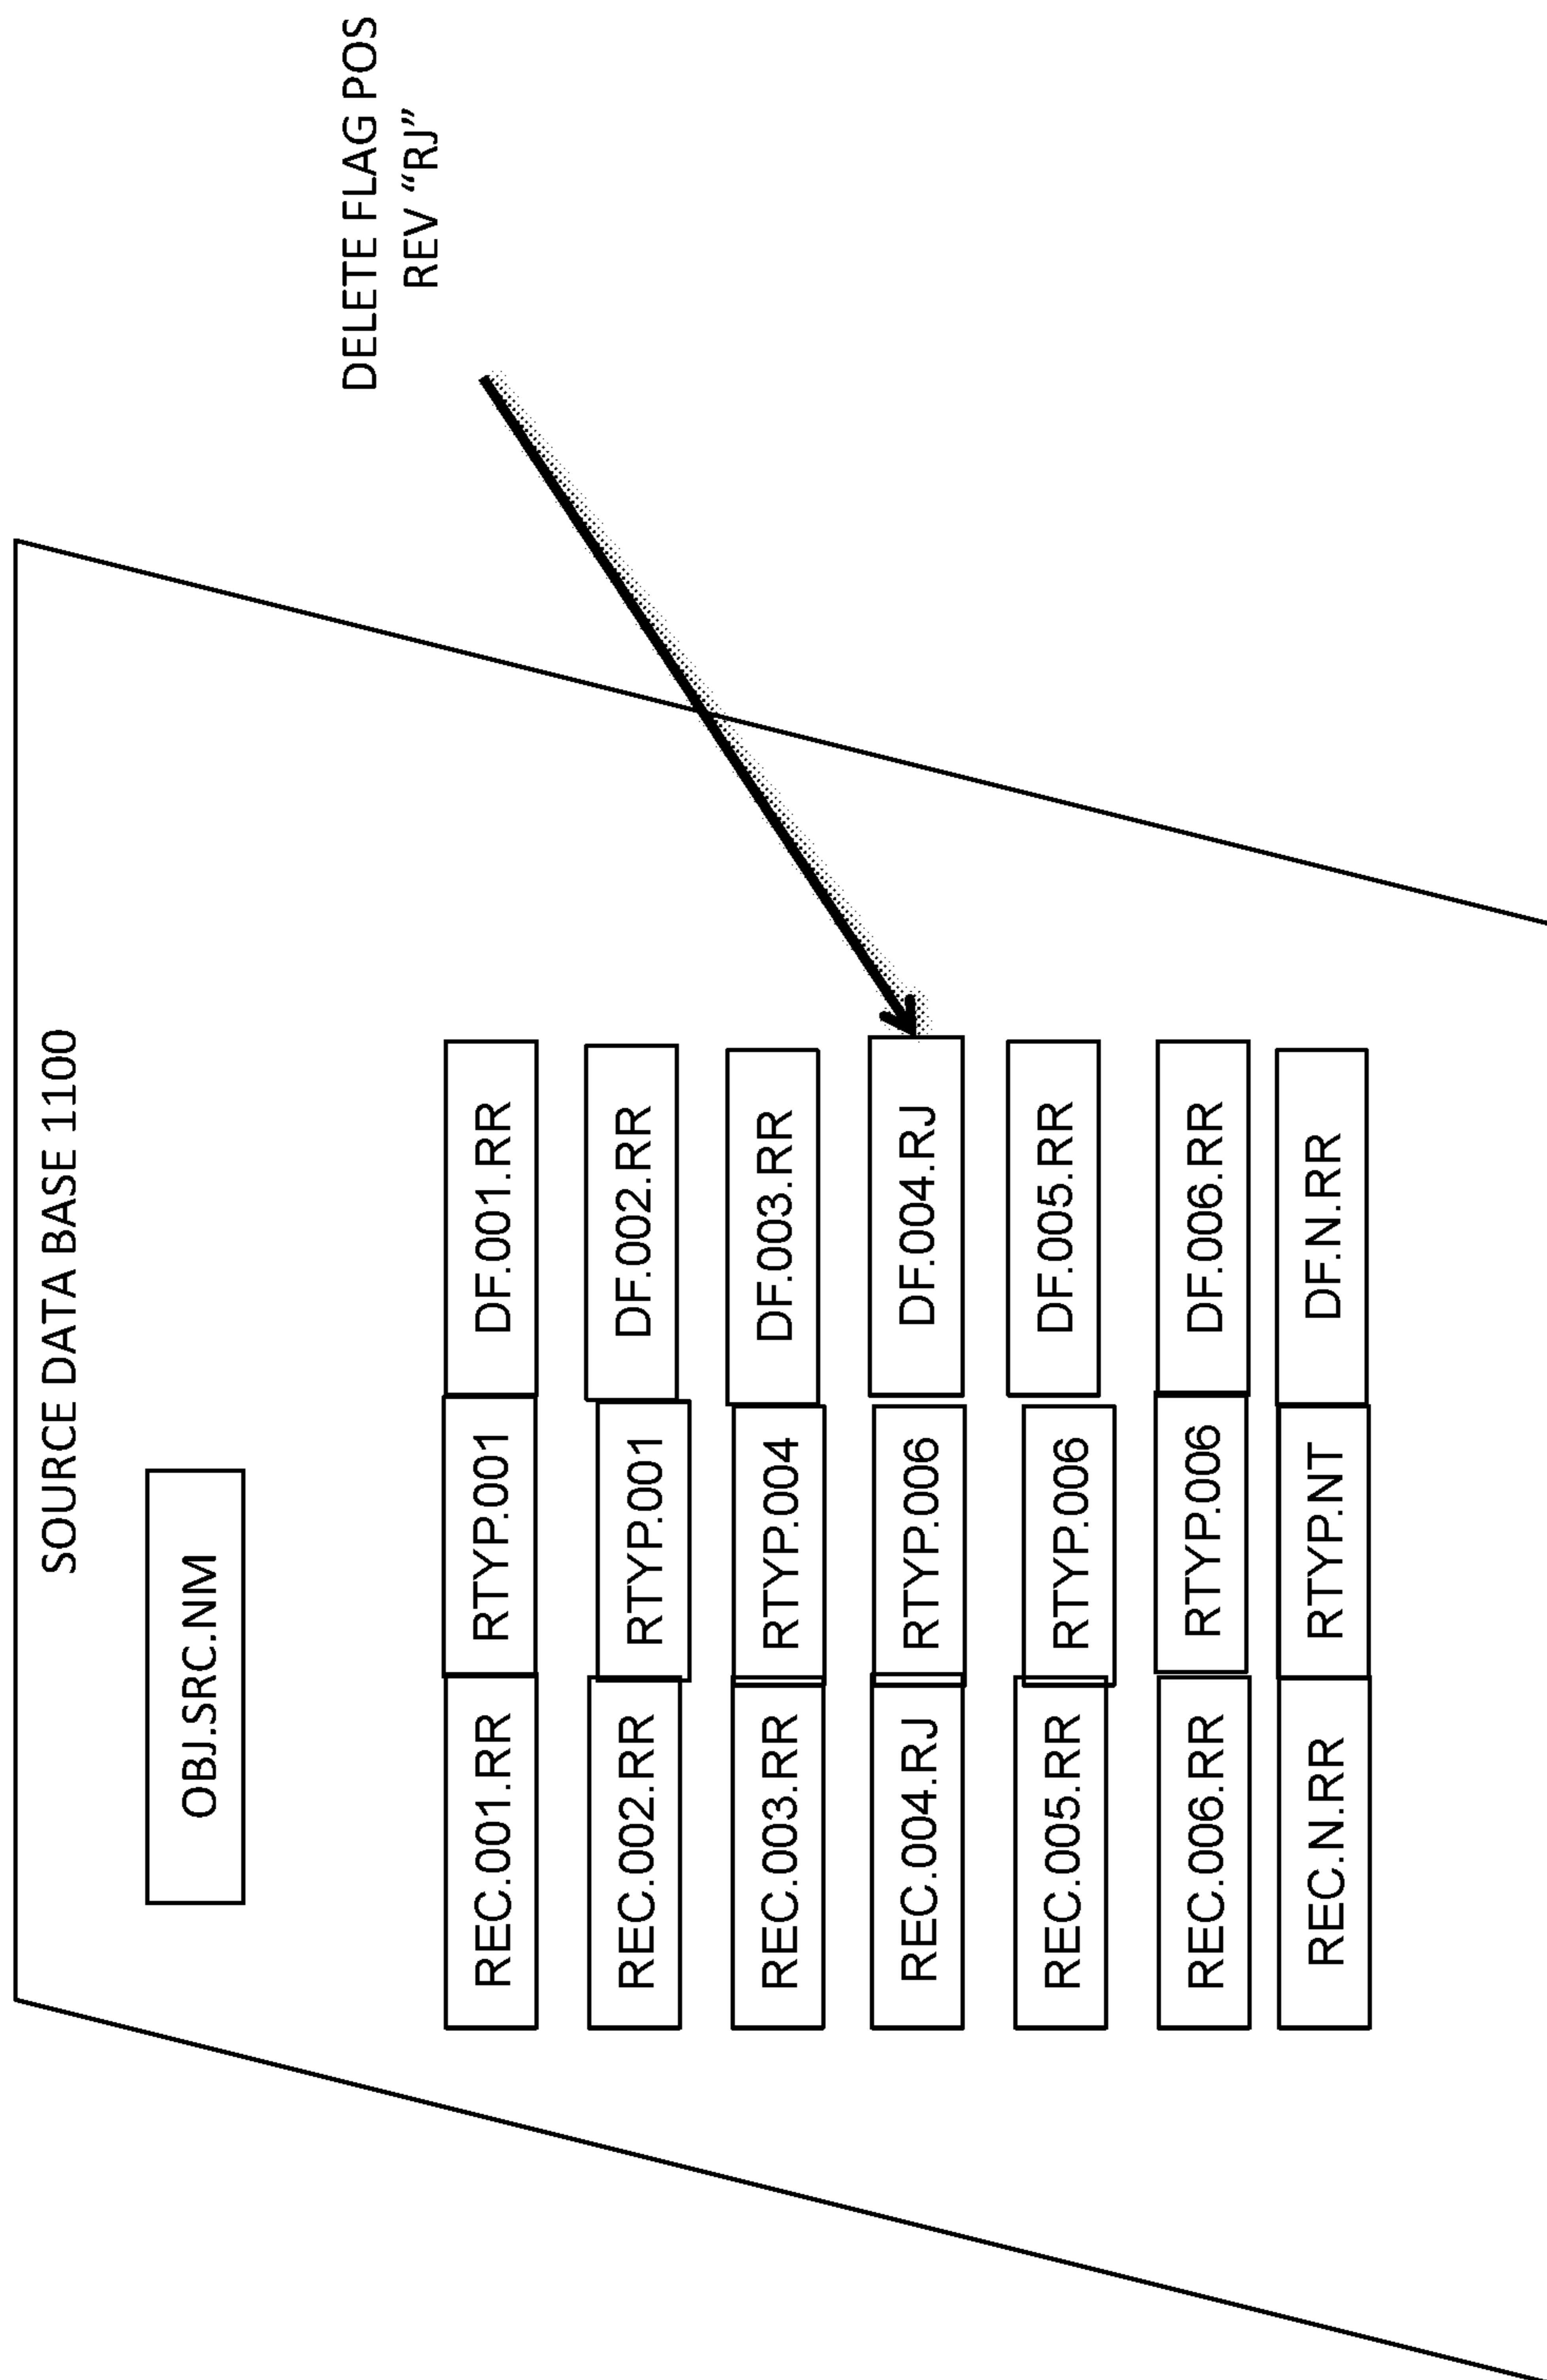 SOURCE DATA BASE 1100
OBJ.SRC.NM
DELETE FLAG POS
REV “RJ”
REC.001.RR RTYP.001 DF.001.RR
REC.002.RR RTYP.001 DF.002.RR
REC.003.RR RTYP.004 DF.003.RR
REC.004.RJ RTYP.006 DF.004.RJ
REC.005.RR RTYP.006 DF.005.RR
REC.006.RR RTYP.006 DF.006.RR
REC.N.RR RTYP.NT DF.N.RR